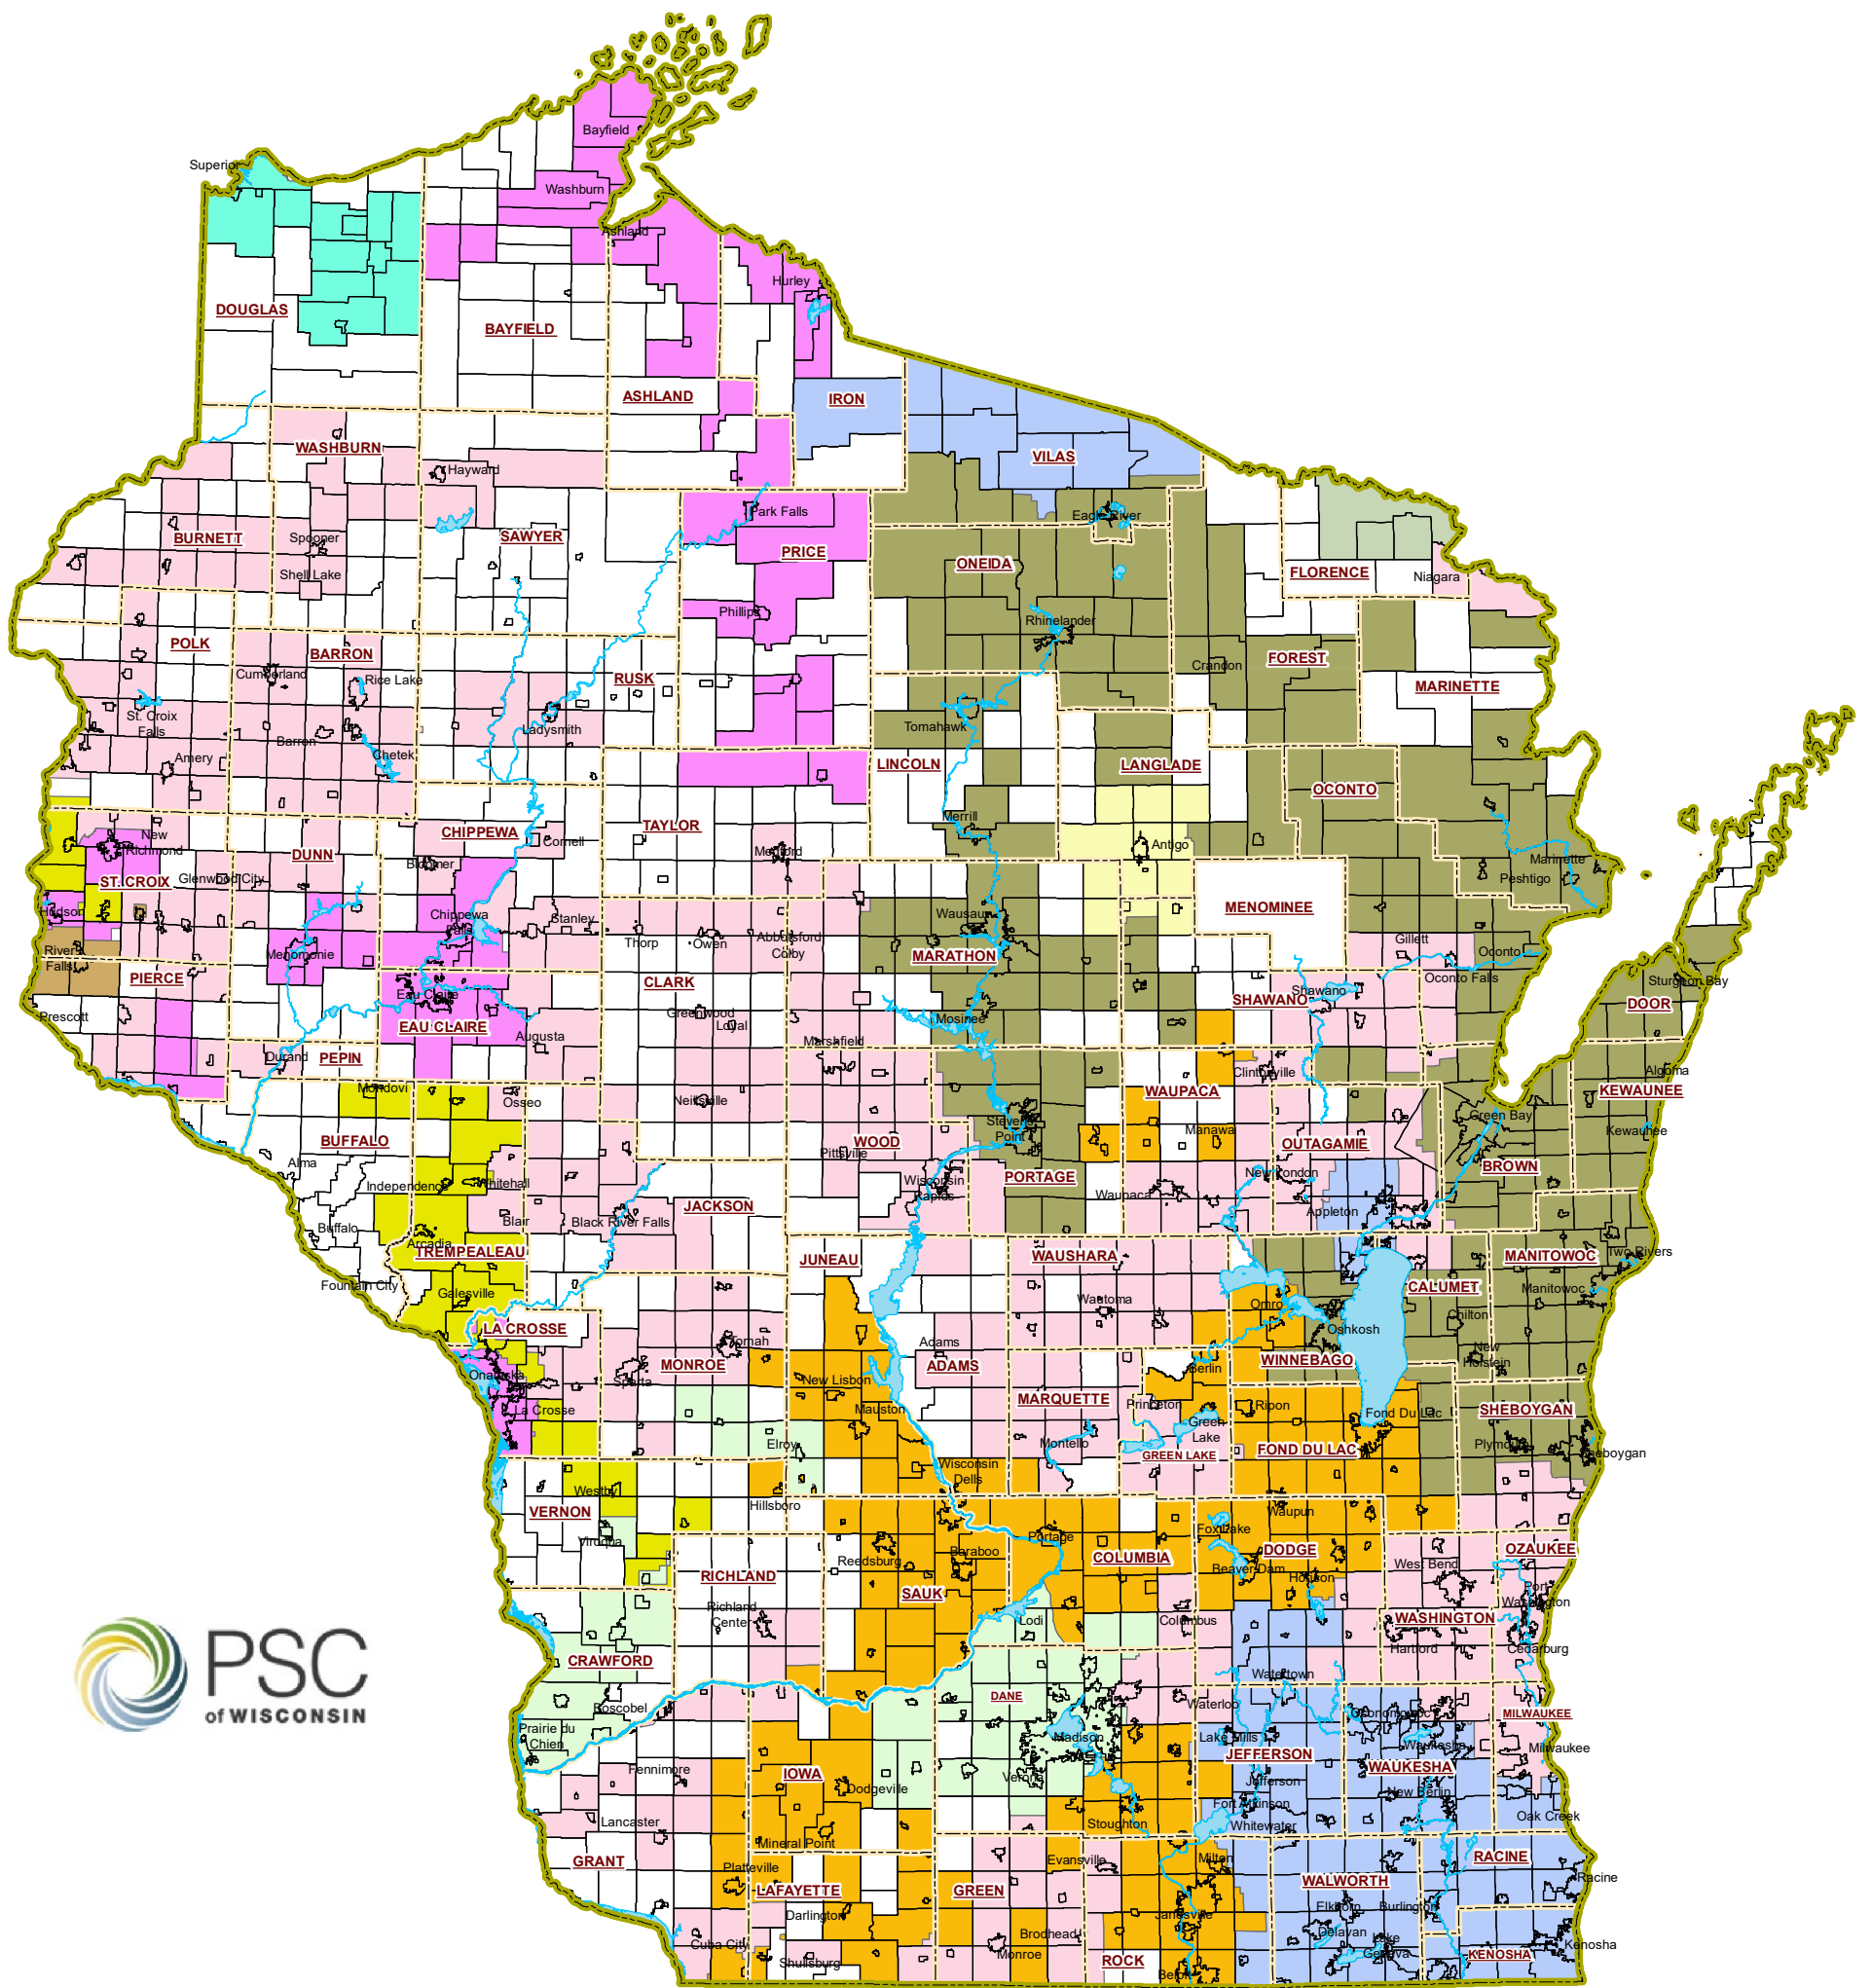 Bayfield
Superior
Washburn
Ashland
Hurley
DOUGLAS
BAYFIELD
ASHLAND
IRON
WASHBURN
VILAS
Hayward
Park Falls
Eagle River
BURNETT
Spooner
SAWYER
PRICE
ONEIDA
FLORENCE
Niagara
Shell Lake
Phillips
Rhinelander
POLK
BARRON
Crandon
FOREST
Cumberland
Rice Lake
RUSK
MARINETTE
St. Croix
Falls
Ladysmith
Tomahawk
Barron
Amery
Chetek
LINCOLN
LANGLADE
OCONTO
CHIPPEWA
TAYLOR
Merrill
New
Richmond
Cornell
Antigo
DUNN
Bloomer
Medford
Marinette
ST. CROIX
Glenwood City
Peshtigo
Hudson
Chippewa
Falls
Stanley
Wausau
MENOMINEE
River
Falls
Menomonie
Thorp
Owen
Abbotsford
Colby
MARATHON
Gillett
Oconto
PIERCE
CLARK
Oconto Falls
Sturgeon Bay
Eau Claire
SHAWANO
Shawano
DOOR
Prescott
EAU CLAIRE
Greenwood
Loyal
Mosinee
Augusta
Marshfield
Durand
PEPIN
Clintonville
Algoma
Mondovi
Osseo
Neillsville
WAUPACA
KEWAUNEE
Stevens
Point
Green Bay
Manawa
Kewaunee
BUFFALO
WOOD
OUTAGAMIE
Pittsville
Alma
Independence
Whitehall
Wisconsin
Rapids
PORTAGE
New London
BROWN
Waupaca
JACKSON
Appleton
Buffalo
Blair
Black River Falls
Arcadia
TREMPEALEAU
JUNEAU
WAUSHARA
MANITOWOC
Two Rivers
Fountain City
Galesville
Wautoma
CALUMET
Manitowoc
Omro
Chilton
LA CROSSE
Oshkosh
Tomah
Adams
MONROE
ADAMS
WINNEBAGO
New
Holstein
Onalaska
Sparta
New Lisbon
Berlin
La Crosse
Mauston
MARQUETTE
Princeton
Ripon
Fond Du Lac
SHEBOYGAN
Green
Lake
Elroy
Montello
GREEN LAKE
FOND DU LAC
Plymouth
Sheboygan
Wisconsin
Dells
Westby
Hillsboro
VERNON
Waupun
Viroqua
Portage
Fox Lake
Reedsburg
Baraboo
COLUMBIA
DODGE
OZAUKEE
RICHLAND
Beaver Dam
Horicon
West Bend
SAUK
Port
Washington
Richland
Center
Lodi
Columbus
WASHINGTON
Hartford
Cedarburg
CRAWFORD
Watertown
DANE
Boscobel
Waterloo
Oconomowoc
MILWAUKEE
Prairie du
Chien
Madison
Lake Mills
JEFFERSON
Waukesha
Milwaukee
Fennimore
IOWA
Verona
WAUKESHA
Dodgeville
Jefferson
New Berlin
Lancaster
Fort Atkinson
Oak Creek
Stoughton
Whitewater
Mineral Point
GRANT
Platteville
Evansville
Milton
RACINE
LAFAYETTE
GREEN
WALWORTH
Racine
Darlington
Janesville
Elkhorn
Burlington
Cuba City
Brodhead
Delavan
Lake
Geneva
Kenosha
Shullsburg
Monroe
ROCK
Beloit
KENOSHA
PSC
of WISCONSIN